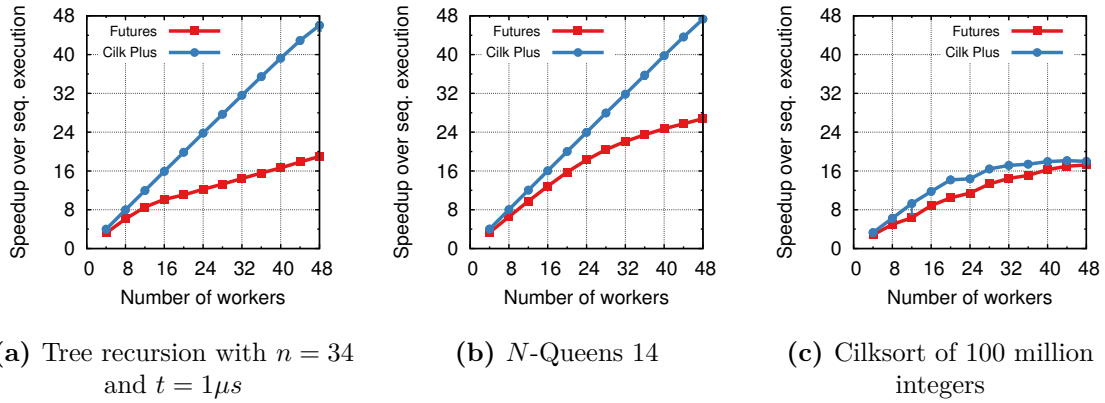 Speedup over seq. execution
48
40
32
24
16
8
0
Futures
Cilk Plus
0 8 16 24 32 40 48
Number of workers
(a) Tree recursion with n = 34
and t = 1μs
Speedup over seq. execution
48
40
32
24
16
8
0
Futures
Cilk Plus
0 8 16 24 32 40 48
Number of workers
(b) N-Queens 14
Speedup over seq. execution
48
40
32
24
16
8
0
Futures
Cilk Plus
0 8 16 24 32 40 48
Number of workers
(c) Cilksort of 100 million
integers